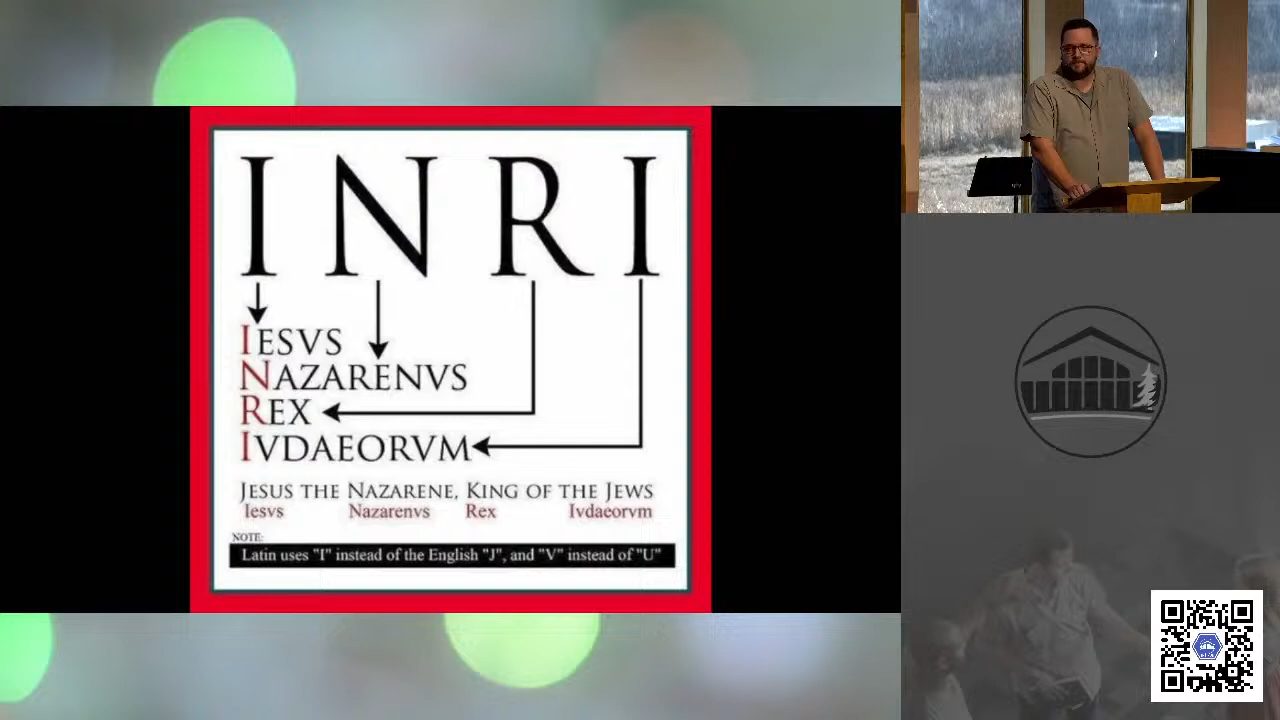 INRI
IESVS
NAZARENVS
REX
IVDAEORVM
JESUS THE NAZARENE, KING OF THE JEWS
Iesvs Nazarenvs Rex Ivdaeorvm
NOTE:
Latin uses "I" instead of the English "J", and "V" instead of "U"